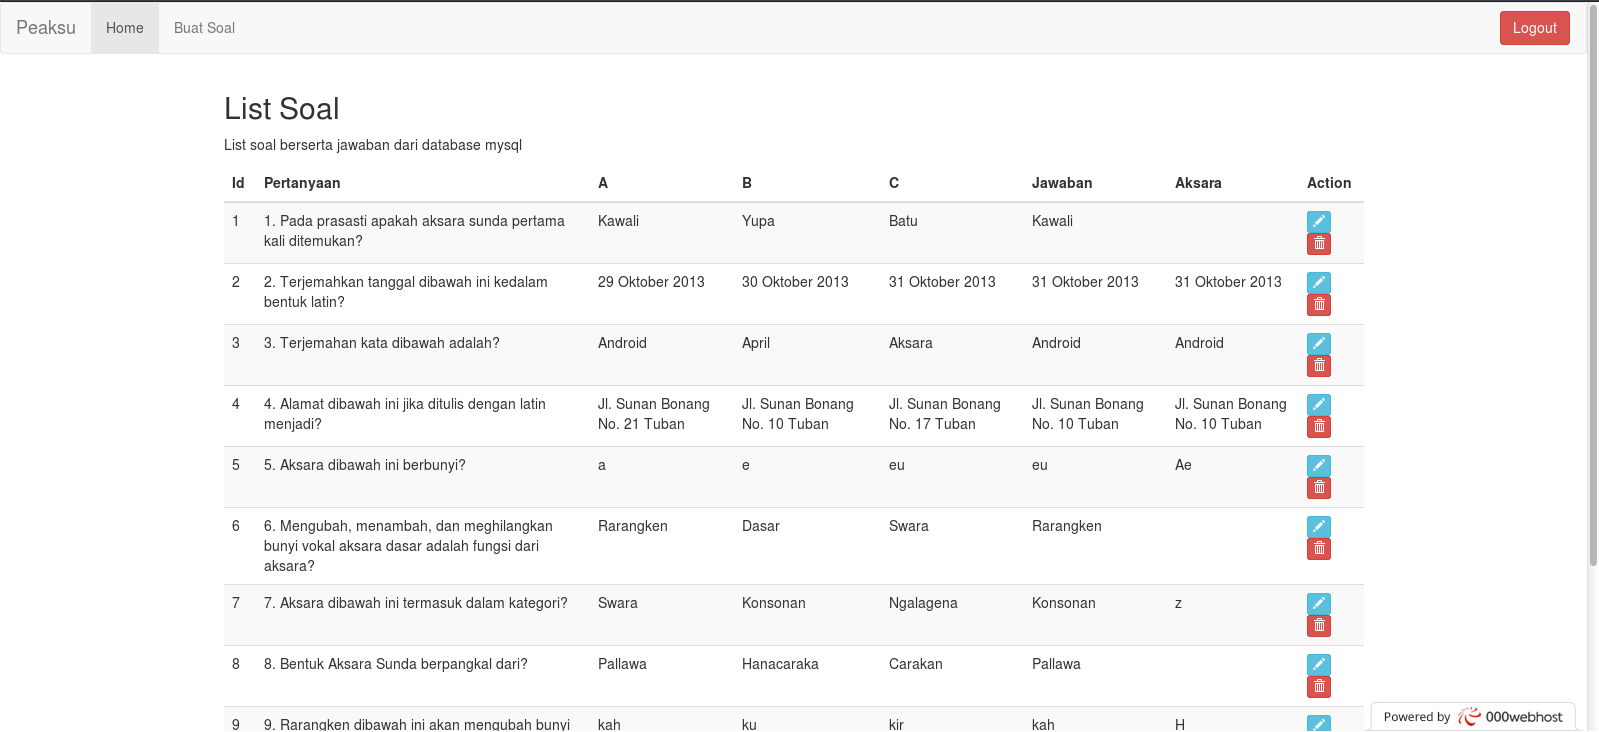 Peaksu Home Buat Soal Logout
List Soal
List soal berserta jawaban dari database mysql
Id Pertanyaan A B C Jawaban Aksara Action
1 1. Pada prasasti apakah aksara sunda pertama Kawali Yupa Batu Kawali
kali ditemukan?
2 2. Terjemahkan tanggal dibawah ini kedalam 29 Oktober 2013 30 Oktober 2013 31 Oktober 2013 31 Oktober 2013 31 Oktober 2013
bentuk latin?
3 3. Terjemahan kata dibawah adalah? Android April Aksara Android Android
4 4. Alamat dibawah ini jika ditulis dengan latin Jl. Sunan Bonang Jl. Sunan Bonang Jl. Sunan Bonang Jl. Sunan Bonang Jl. Sunan Bonang
menjadi? No. 21 Tuban No. 10 Tuban No. 17 Tuban No. 10 Tuban No. 10 Tuban
5 5. Aksara dibawah ini berbunyi? a e eu eu Ae
6 6. Mengubah, menambah, dan meghilangkan Rarangken Dasar Swara Rarangken
bunyi vokal aksara dasar adalah fungsi dari
aksara?
7 7. Aksara dibawah ini termasuk dalam kategori? Swara Konsonan Ngalagena Konsonan z
8 8. Bentuk Aksara Sunda berpangkal dari? Pallawa Hanacaraka Carakan Pallawa
9 9. Rarangken dibawah ini akan mengubah bunyi kah ku kir kah H
Powered by 000webhost